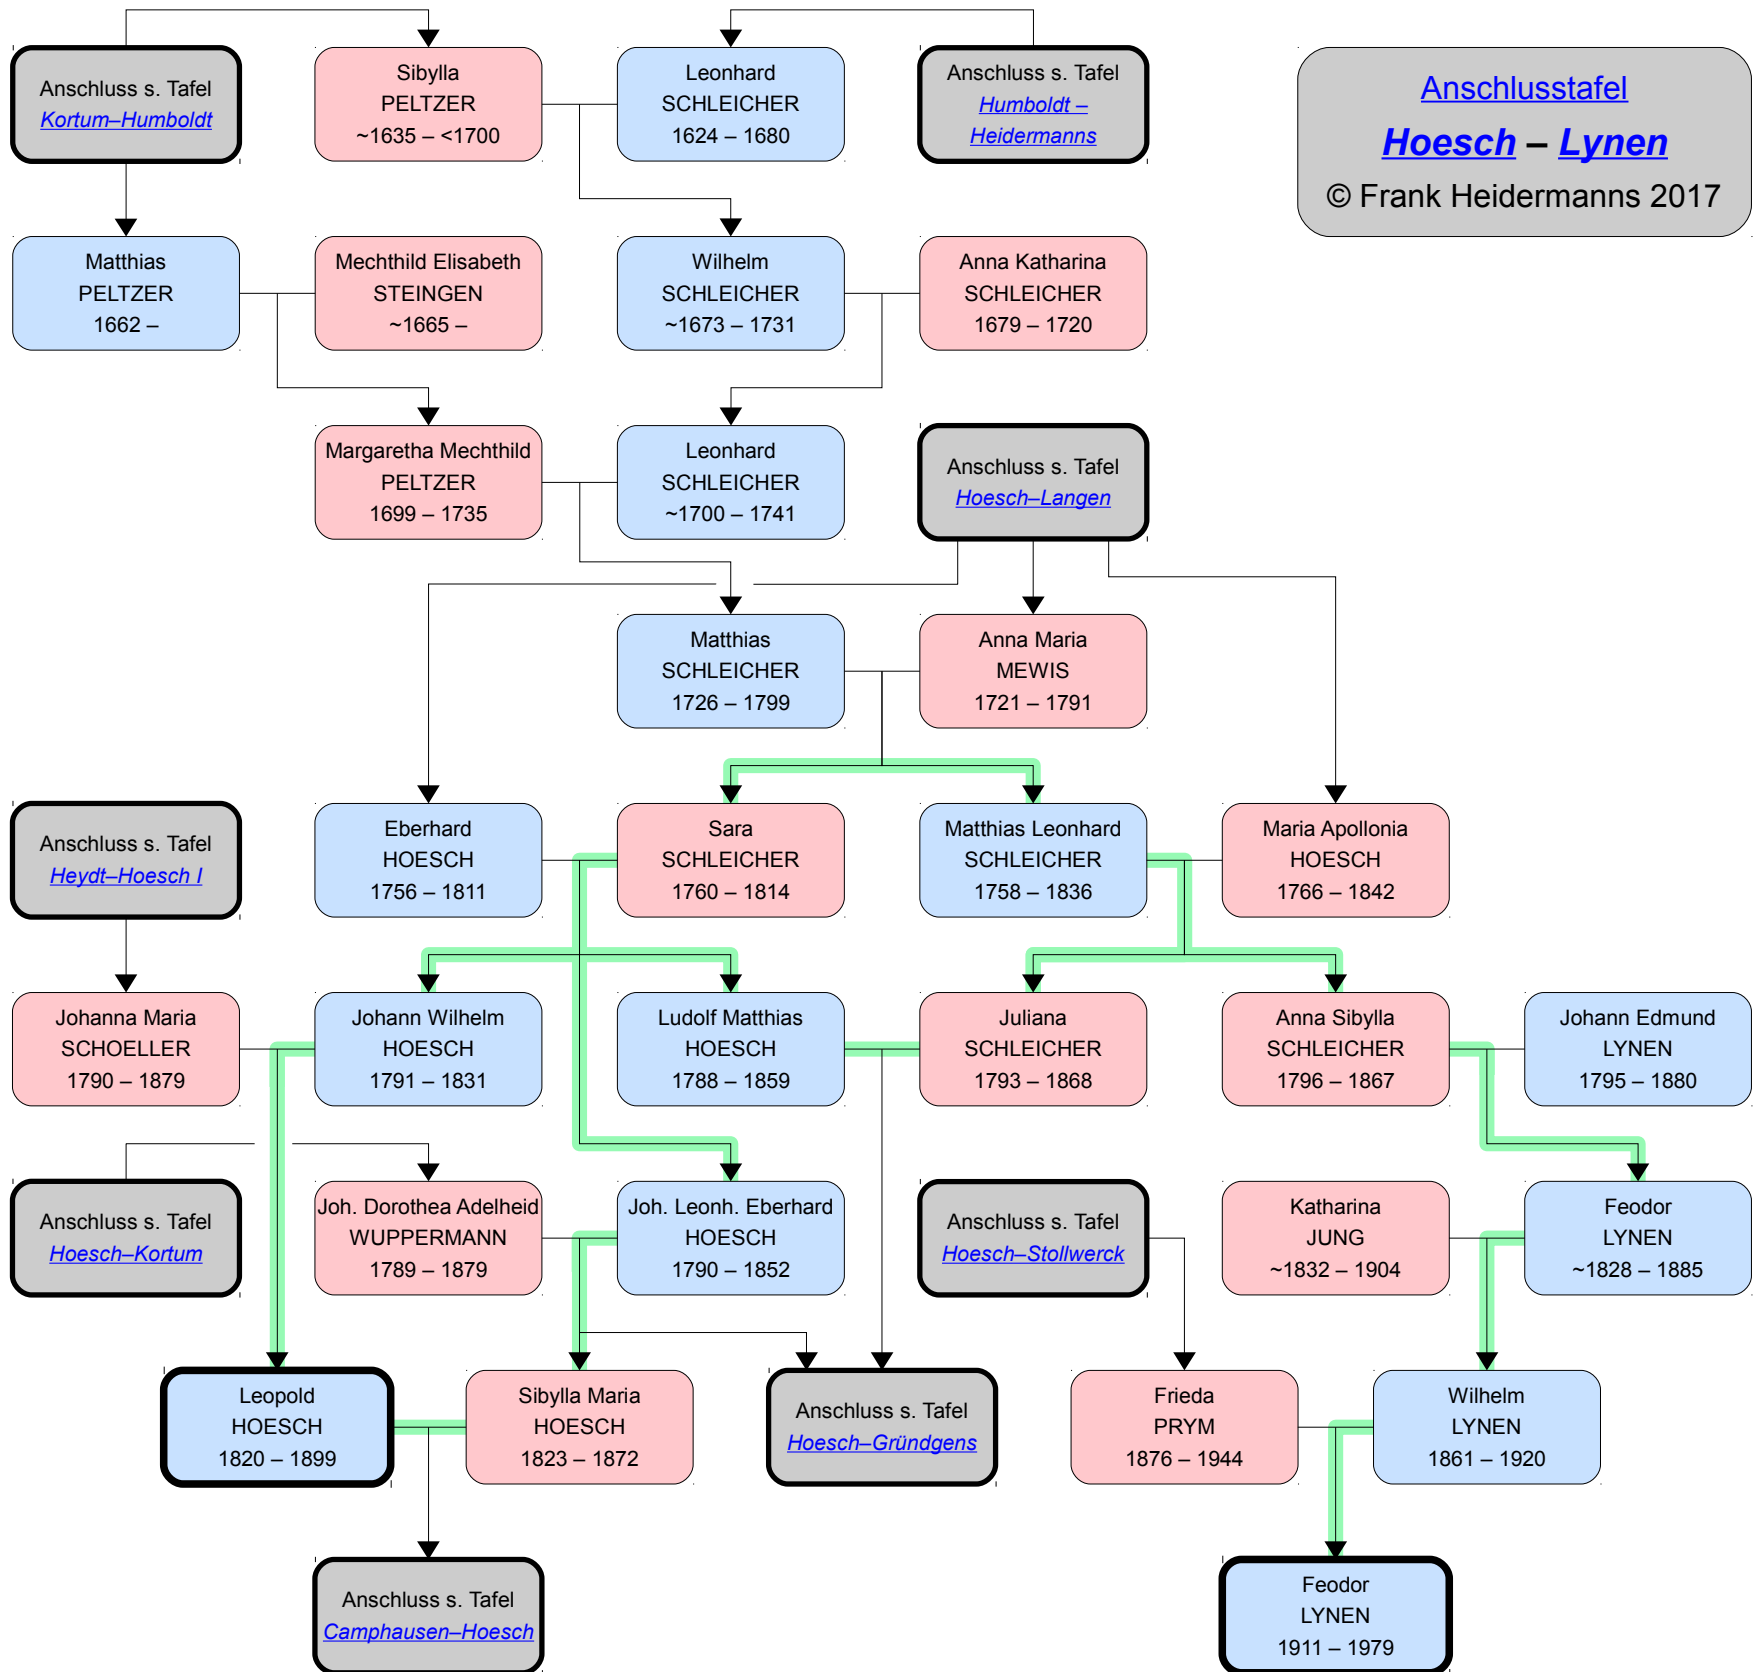 Anschluss s. Tafel
Kortum–Humboldt
Sibylla
PELTZER
~1635 – <1700
Leonhard
SCHLEICHER
1624 – 1680
Anschluss s. Tafel
Humboldt –
Heidermanns
Anschlusstafel
Hoesch – Lynen
© Frank Heidermanns 2017
Matthias
PELTZER
1662 –
Mechthild Elisabeth
STEINGEN
~1665 –
Wilhelm
SCHLEICHER
~1673 – 1731
Anna Katharina
SCHLEICHER
1679 – 1720
Margaretha Mechthild
PELTZER
1699 – 1735
Leonhard
SCHLEICHER
~1700 – 1741
Anschluss s. Tafel
Hoesch–Langen
Matthias
SCHLEICHER
1726 – 1799
Anna Maria
MEWIS
1721 – 1791
Anschluss s. Tafel
Heydt–Hoesch I
Eberhard
HOESCH
1756 – 1811
Sara
SCHLEICHER
1760 – 1814
Matthias Leonhard
SCHLEICHER
1758 – 1836
Maria Apollonia
HOESCH
1766 – 1842
Johanna Maria
SCHOELLER
1790 – 1879
Johann Wilhelm
HOESCH
1791 – 1831
Ludolf Matthias
HOESCH
1788 – 1859
Juliana
SCHLEICHER
1793 – 1868
Anna Sibylla
SCHLEICHER
1796 – 1867
Johann Edmund
LYNEN
1795 – 1880
Anschluss s. Tafel
Hoesch–Kortum
Joh. Dorothea Adelheid
WUPPERMANN
1789 – 1879
Joh. Leonh. Eberhard
HOESCH
1790 – 1852
Anschluss s. Tafel
Hoesch–Stollwerck
Katharina
JUNG
~1832 – 1904
Feodor
LYNEN
~1828 – 1885
Leopold
HOESCH
1820 – 1899
Sibylla Maria
HOESCH
1823 – 1872
Anschluss s. Tafel
Hoesch–Gründgens
Frieda
PRYM
1876 – 1944
Wilhelm
LYNEN
1861 – 1920
Anschluss s. Tafel
Camphausen–Hoesch
Feodor
LYNEN
1911 – 1979